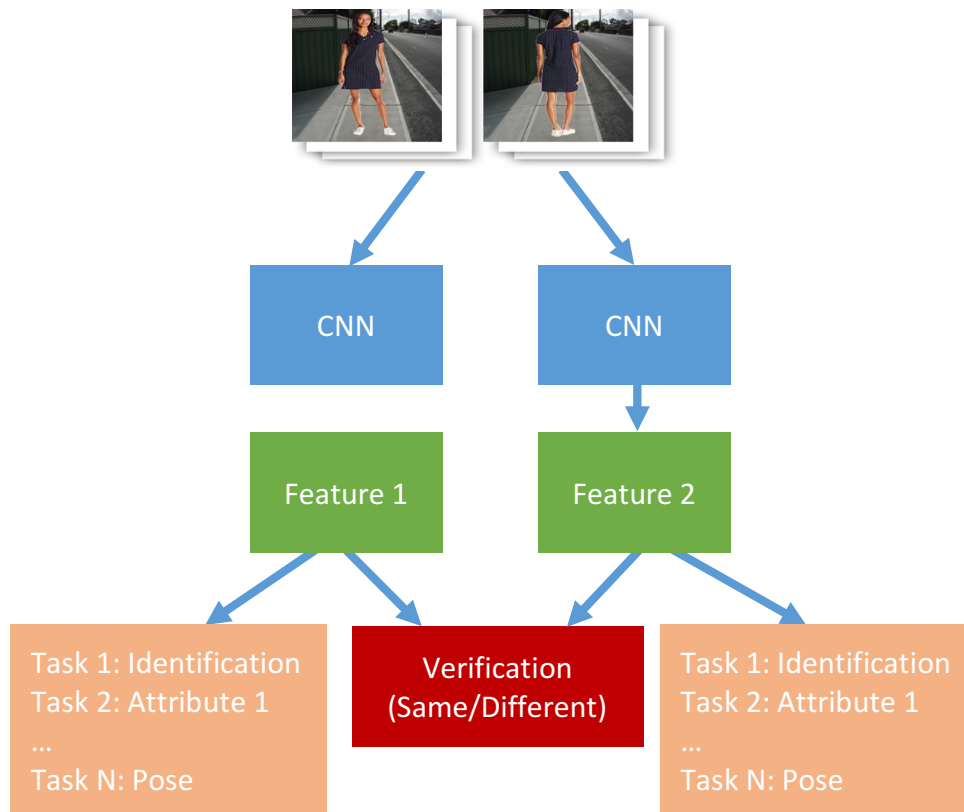 CNN
CNN
Feature 1
Feature 2
Task 1: Identification
Task 2: Attribute 1
…
Task N: Pose
Verification
(Same/Different)
Task 1: Identification
Task 2: Attribute 1
…
Task N: Pose